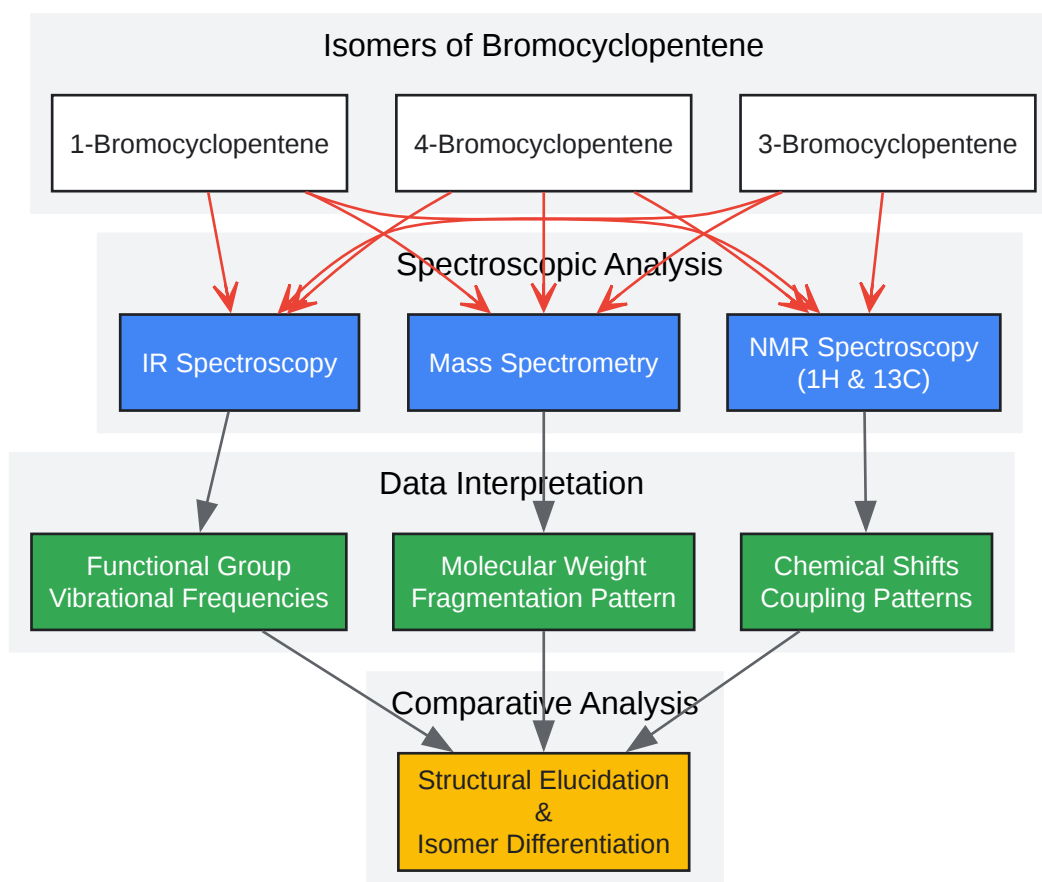 Isomers of Bromocyclopentene
1-Bromocyclopentene
4-Bromocyclopentene
3-Bromocyclopentene
Spectroscopic Analysis
IR Spectroscopy
Mass Spectrometry
NMR Spectroscopy
(1H & 13C)
Data Interpretation
Functional Group
Vibrational Frequencies
Molecular Weight
Fragmentation Pattern
Chemical Shifts
Coupling Patterns
Comparative Analysis
Structural Elucidation
&
Isomer Differentiation